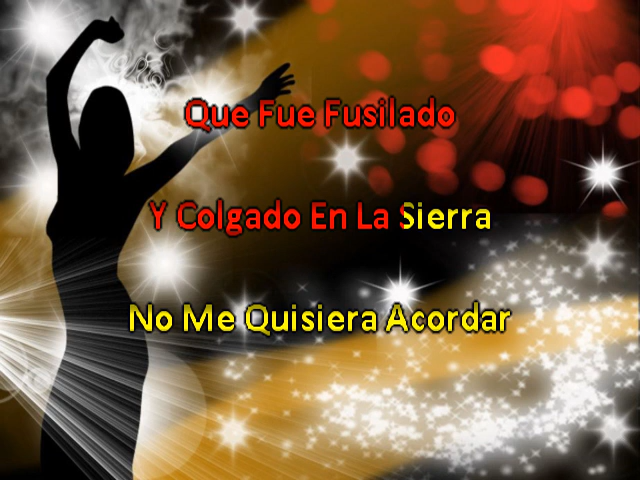 Que Fue Fusilado
Y Colgado En La Sierra
No Me Quisiera Acordar